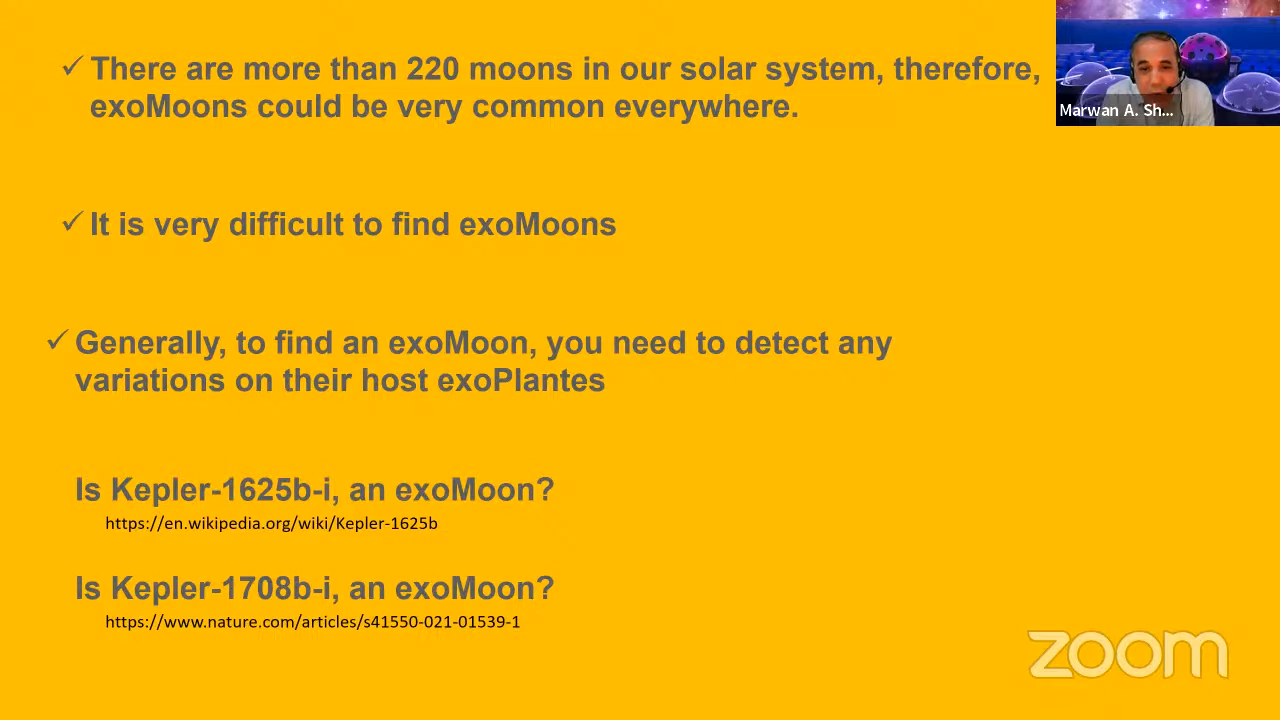 ✓ There are more than 220 moons in our solar system, therefore,
exoMoons could be very common everywhere.
Marwan A. Sh...
✓ It is very difficult to find exoMoons
✓ Generally, to find an exoMoon, you need to detect any
variations on their host exoPlantes
Is Kepler-1625b-i, an exoMoon?
https://en.wikipedia.org/wiki/Kepler-1625b
Is Kepler-1708b-i, an exoMoon?
https://www.nature.com/articles/s41550-021-01539-1
zoom